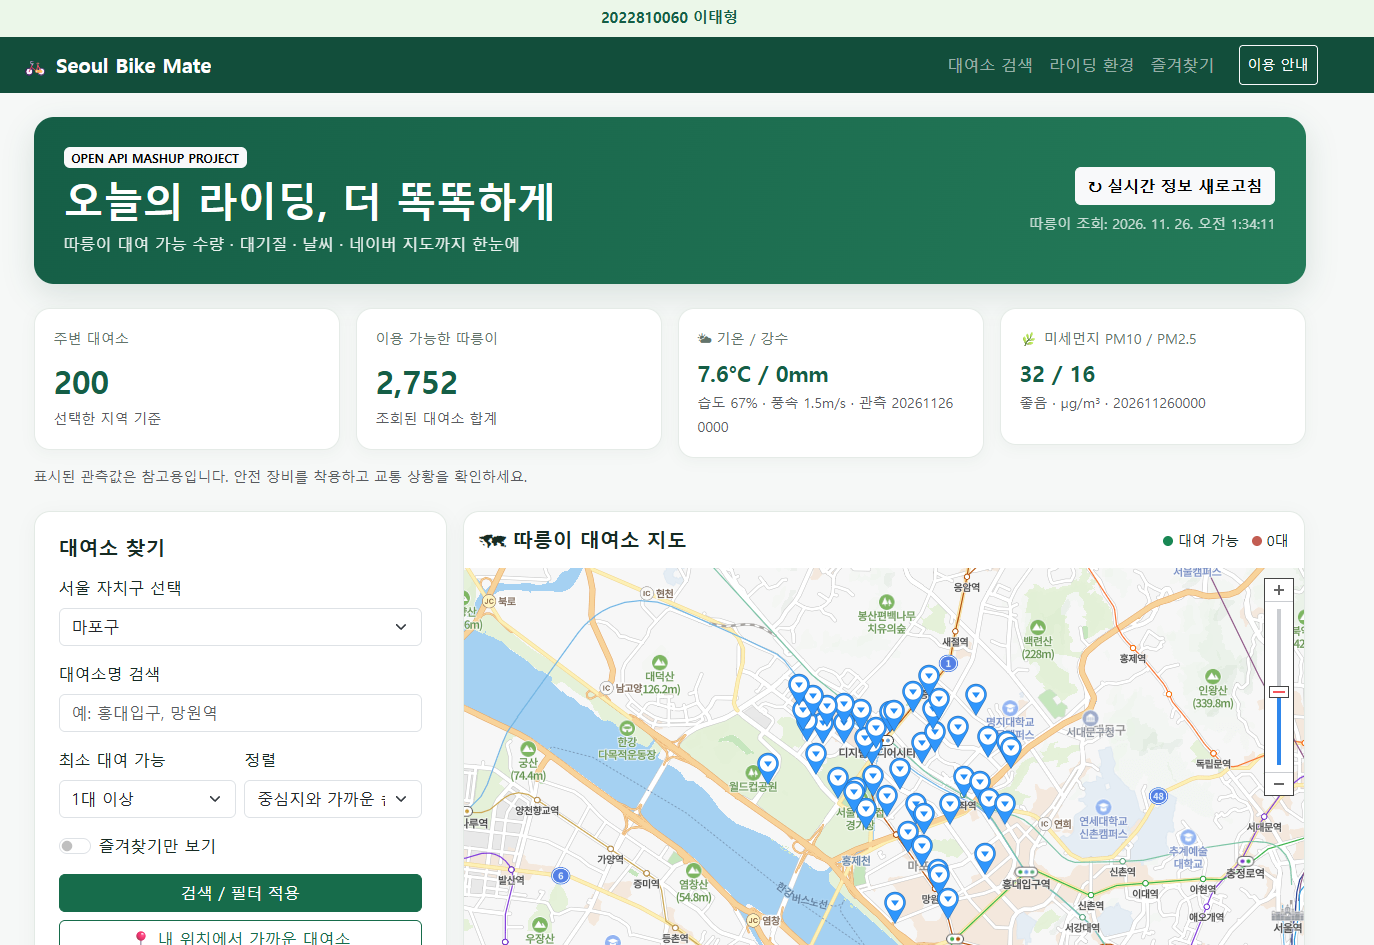 2022810060 이태형
Seoul Bike Mate
대여소 검색
라이딩 환경
즐겨찾기
이용 안내
OPEN API MASHUP PROJECT
오늘의 라이딩, 더 똑똑하게
따릉이 대여 가능 수량 · 대기질 · 날씨 · 네이버 지도까지 한눈에
↻ 실시간 정보 새로고침
따릉이 조회: 2026. 11. 26. 오전 1:34:11
주변 대여소
200
선택한 지역 기준
이용 가능한 따릉이
2,752
조회된 대여소 합계
기온 / 강수
7.6°C / 0mm
습도 67% · 풍속 1.5m/s · 관측 20261126
0000
미세먼지 PM10 / PM2.5
32 / 16
좋음 · µg/m³ · 202611260000
표시된 관측값은 참고용입니다. 안전 장비를 착용하고 교통 상황을 확인하세요.
대여소 찾기
서울 자치구 선택
마포구
대여소명 검색
예: 홍대입구, 망원역
최소 대여 가능
정렬
1대 이상
중심지와 가까운
즐겨찾기만 보기
검색 / 필터 적용
내 위치에서 가까운 대여소
따릉이 대여소 지도
대여 가능
0대
서울캠퍼스
응암역
IC 현천
JC 북로
봉산편백나무
치유의숲
새절역
백련산
(228m)
홍제역
1
대덕산
(126.2m)
IC 남고양
인왕산
(339.8m)
명지대학교
서대문구청
한강
다목적운동장
궁산
(74.4m)
독립문역
월드컵공원
48
양천향교역
IC 연희
연세대학교
신촌캠퍼스
서대문역
추계예술
대학교
가양역
홍제천
충정로역
발산역
6
증미역
염창산
(54.8m)
홍대입구역
신촌역
이대역
아현역
한강버스노선
망원
신촌역
애오개역
IC 염창
서강대역
서울역
우장산
등촌역